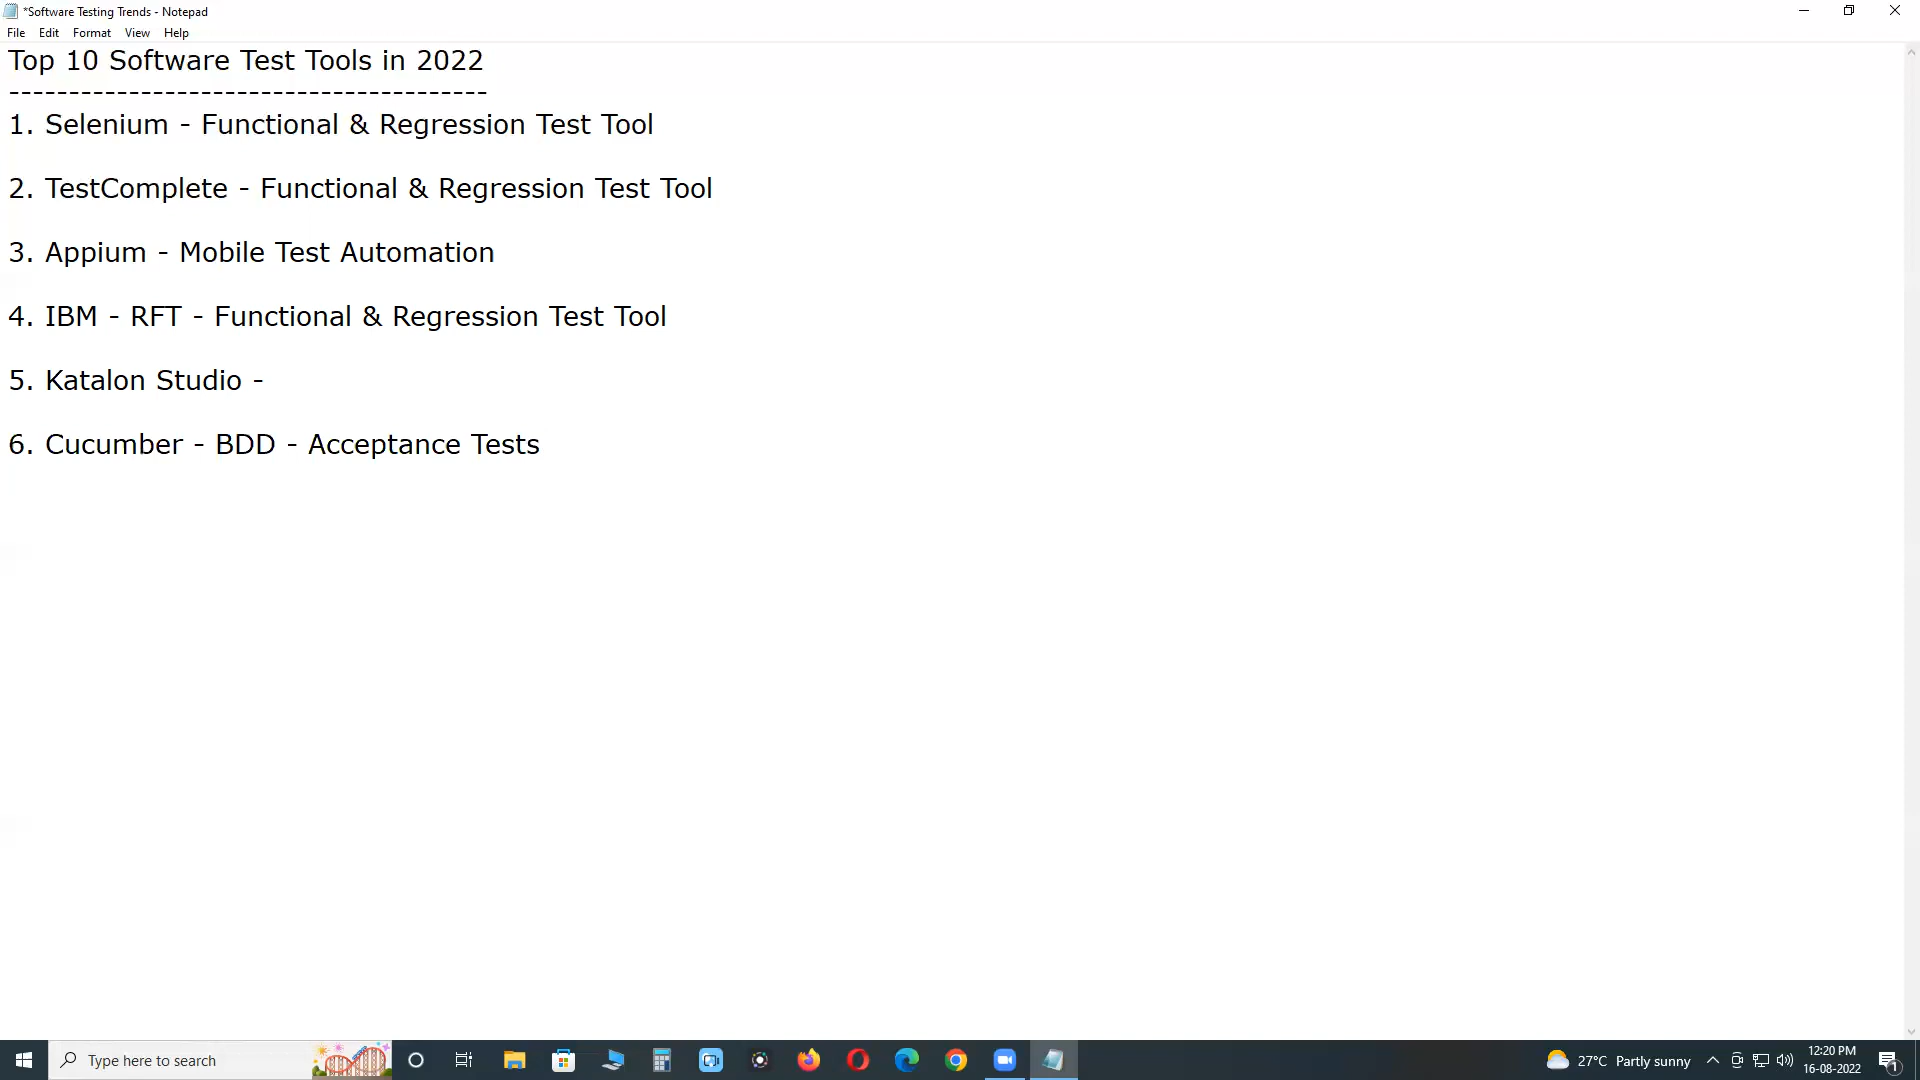 *Software Testing Trends - Notepad
File Edit Format View Help
Top 10 Software Test Tools in 2022
----------------------------------------
1. Selenium - Functional & Regression Test Tool
2. TestComplete - Functional & Regression Test Tool
3. Appium - Mobile Test Automation
4. IBM - RFT - Functional & Regression Test Tool
5. Katalon Studio -
6. Cucumber - BDD - Acceptance Tests
Type here to search
27°C Partly sunny
12:20 PM
16-08-2022
1